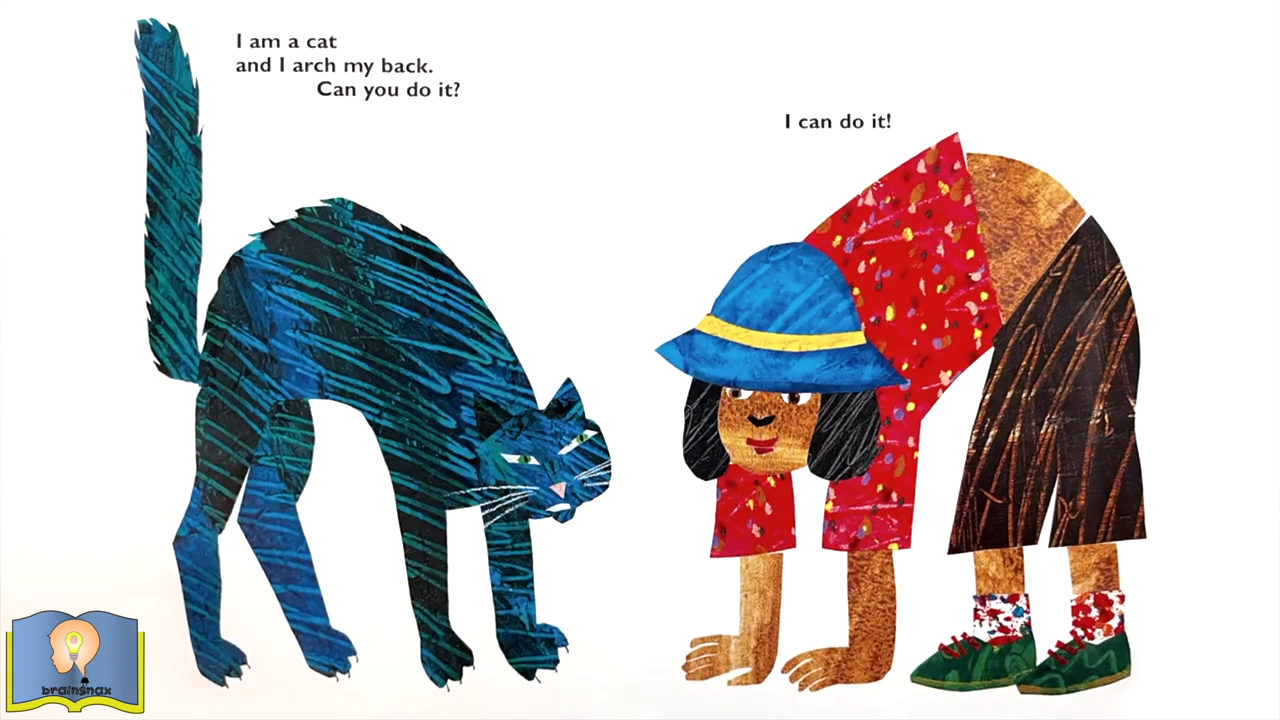 I am a cat
and I arch my back.
Can you do it?
I can do it!
brainsnax